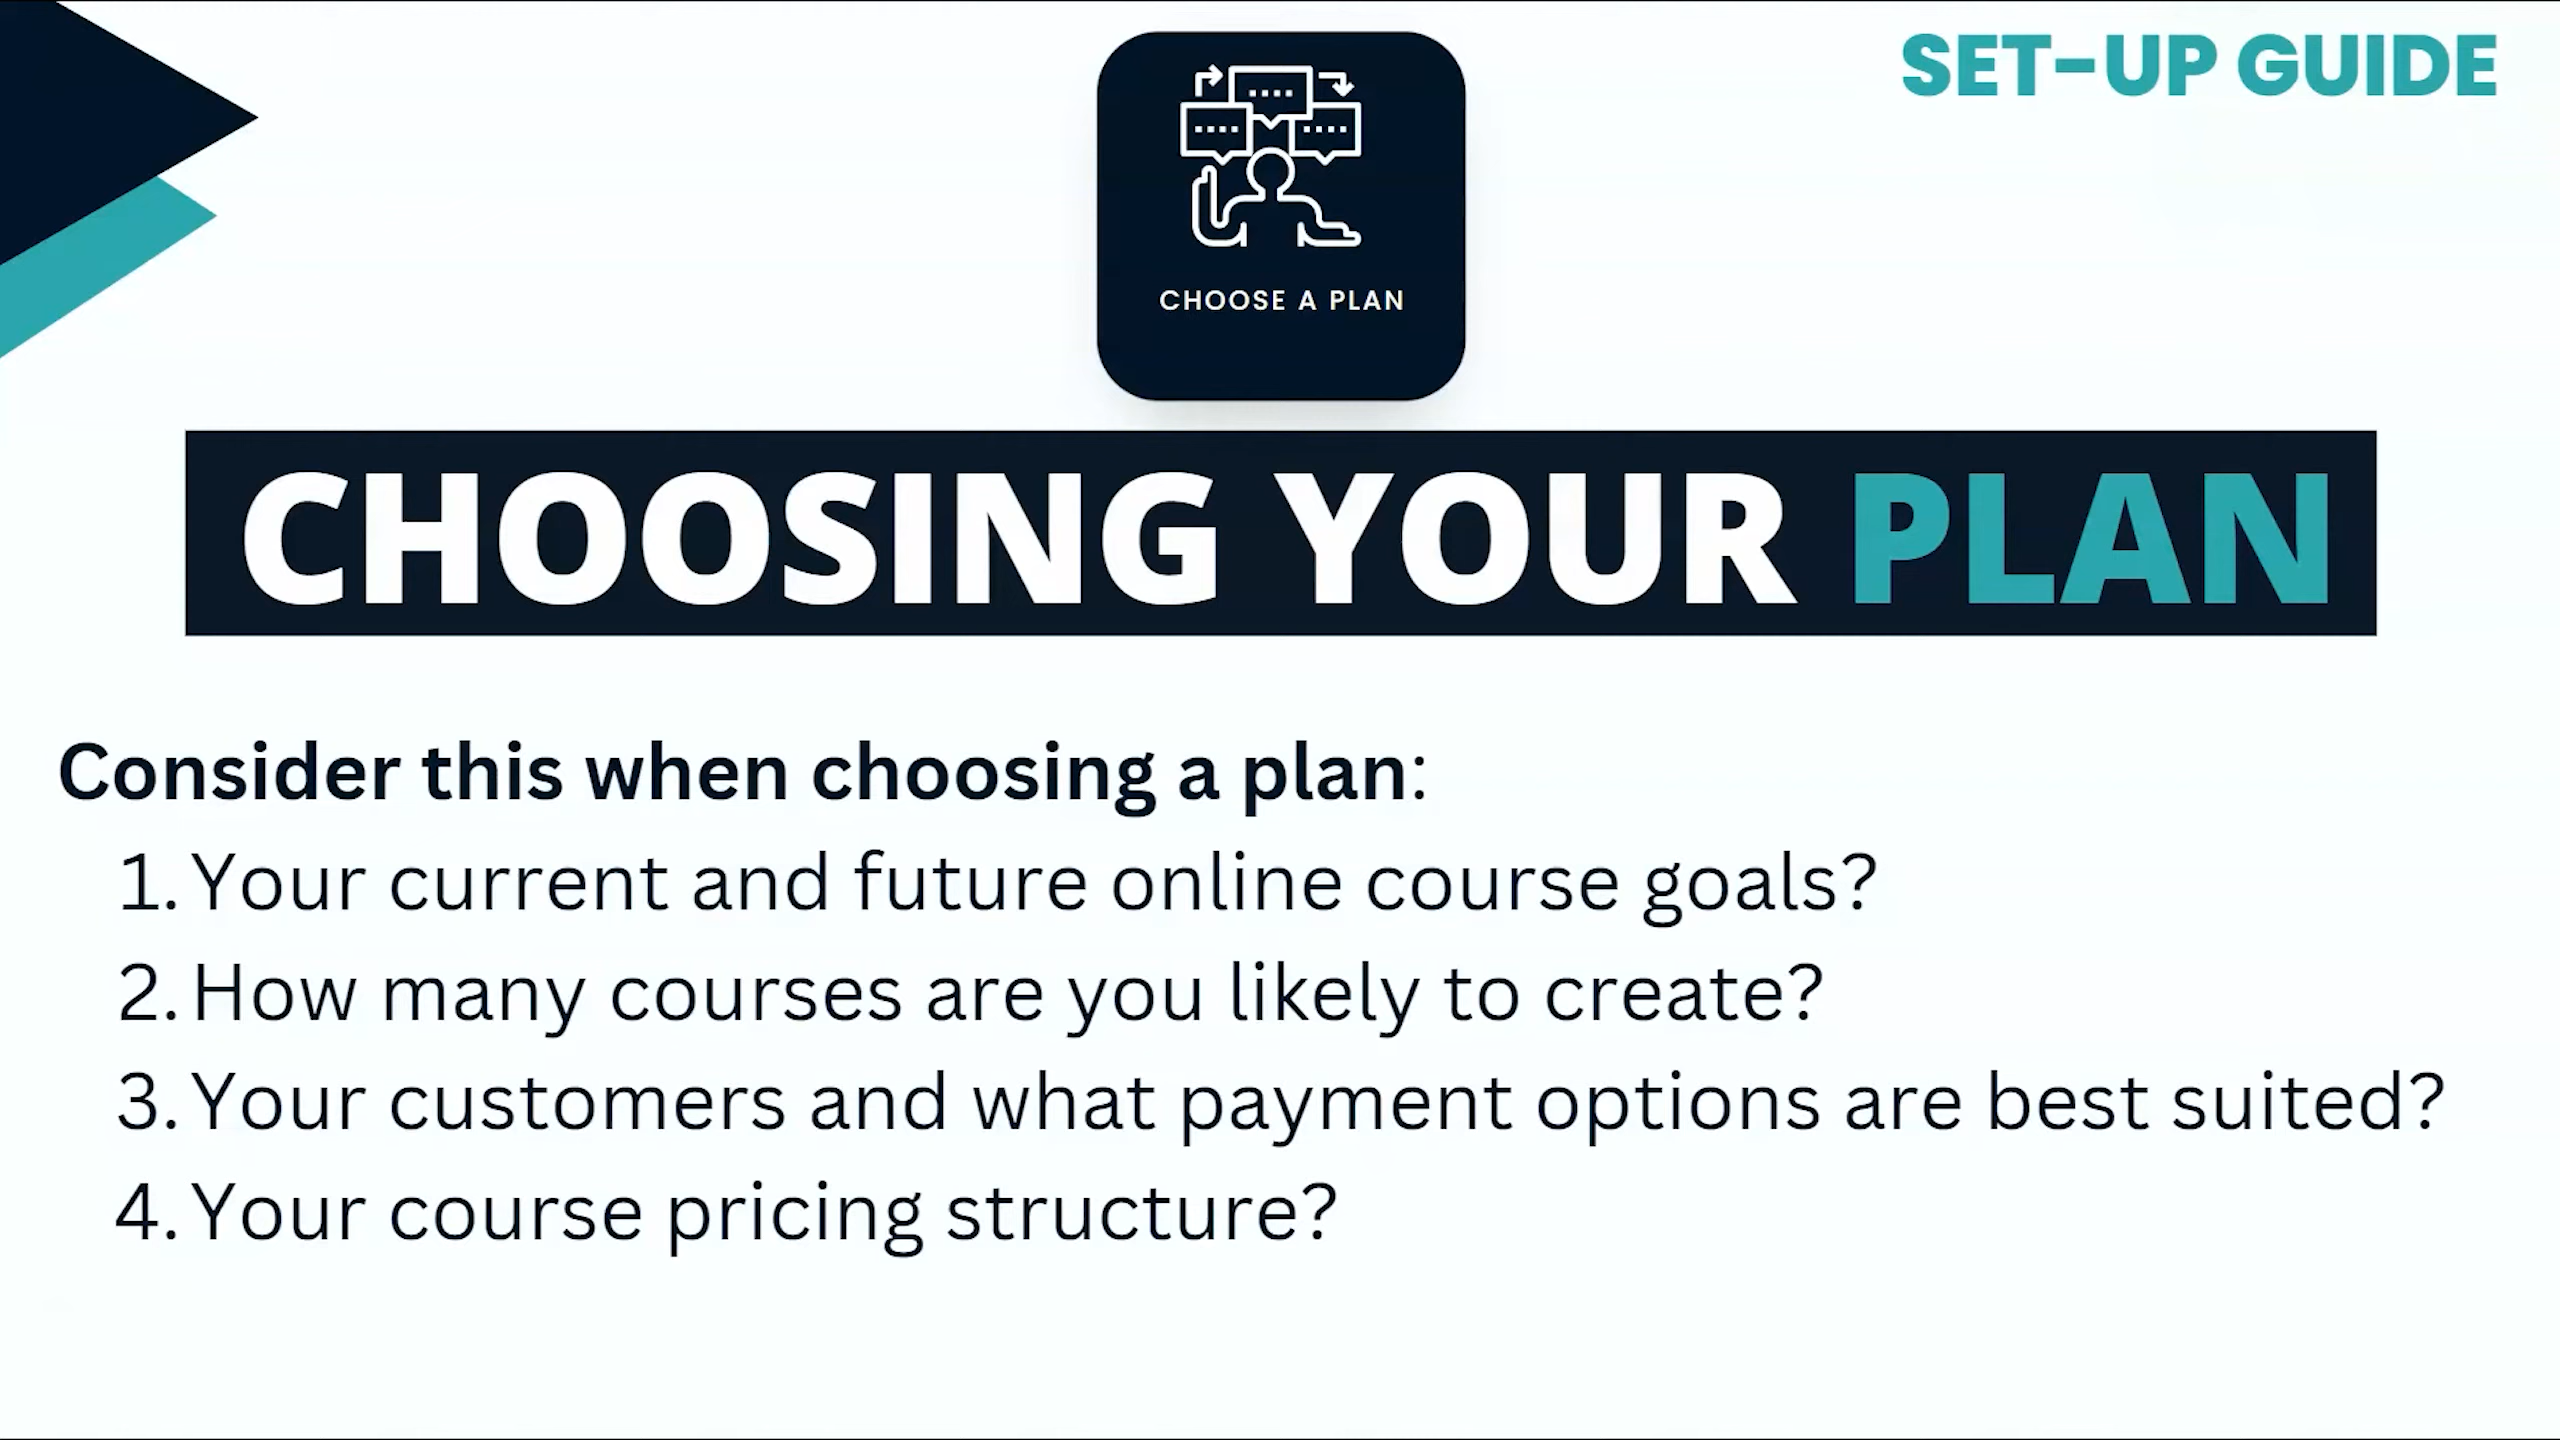 SET-UP GUIDE
CHOOSE A PLAN
CHOOSING YOUR PLAN
Consider this when choosing a plan:
1. Your current and future online course goals?
2. How many courses are you likely to create?
3. Your customers and what payment options are best suited?
4. Your course pricing structure?